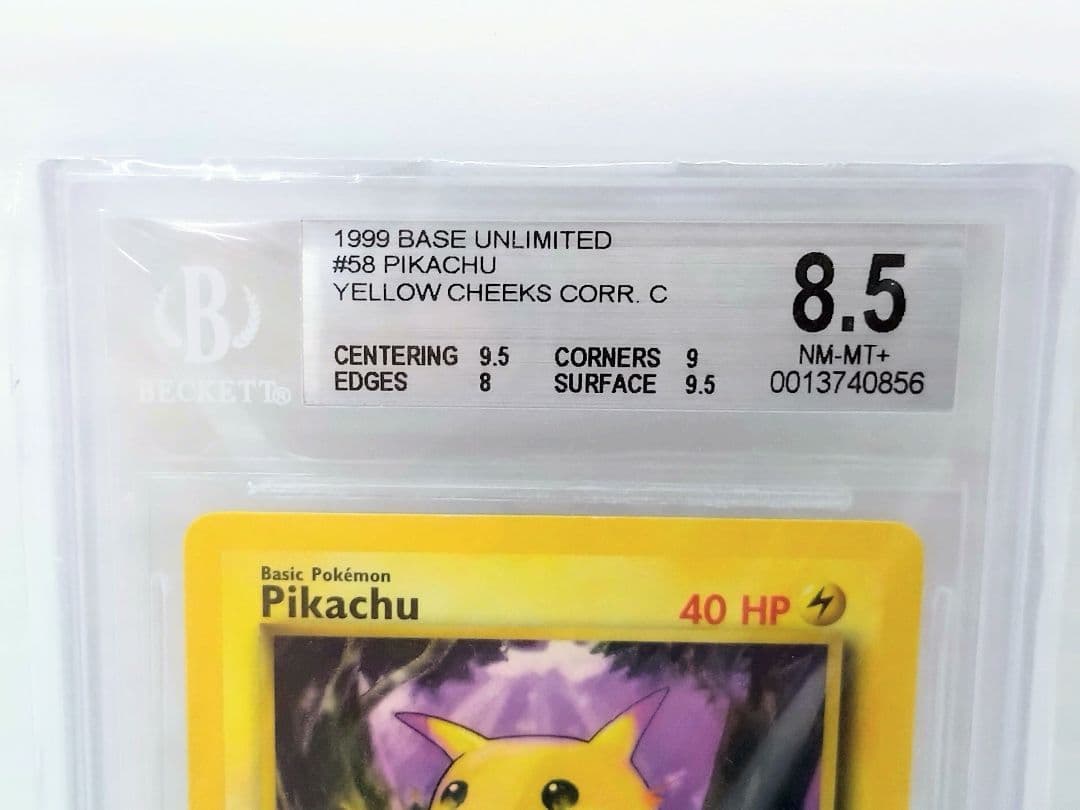 1999 BASE UNLIMITED
#58 PIKACHU
YELLOW CHEEKS CORR. C
8.5
CENTERING 9.5 CORNERS 9 NM-MT+
EDGES 8 SURFACE 9.5 0013740856
B
BECKETT®
Basic Pokémon
Pikachu 40 HP